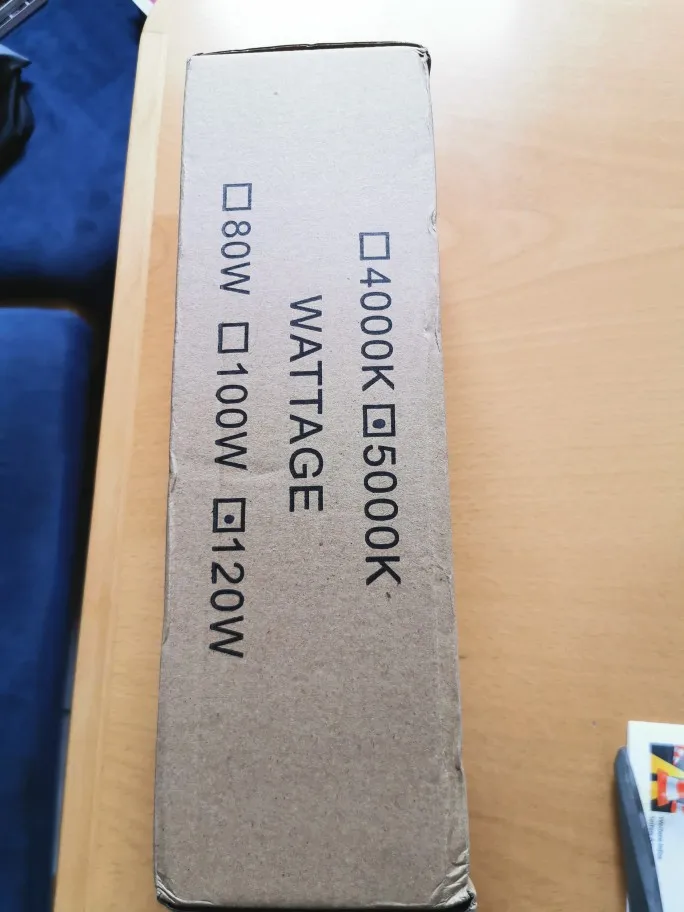 ☐4000K ☑5000K
WATTAGE
☐80W ☐100W ☑120W